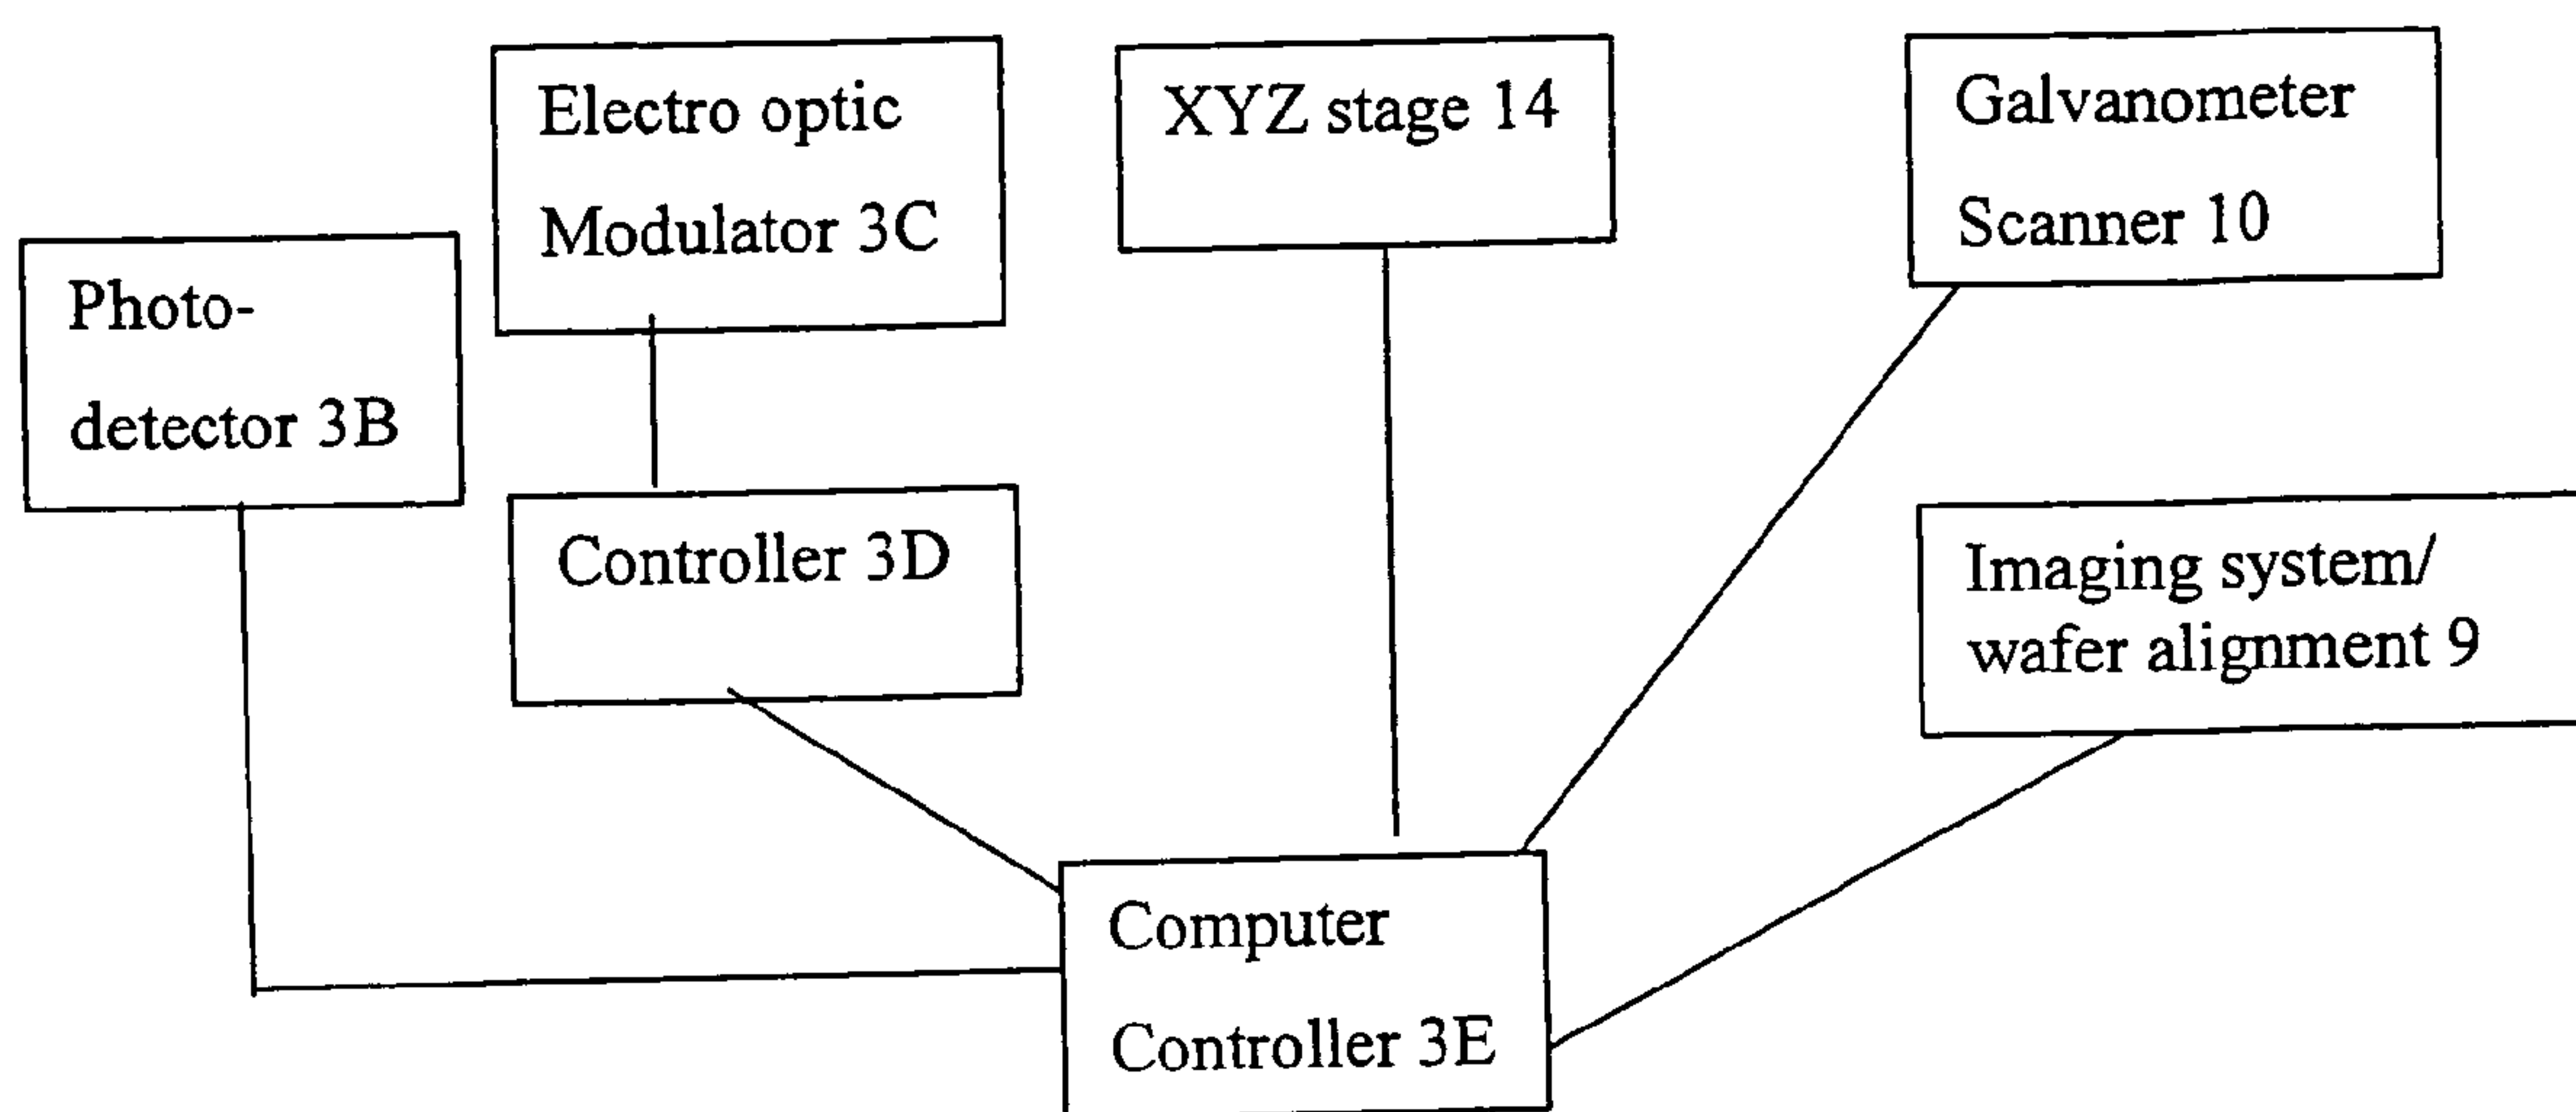 Electro optic
Modulator 3C
XYZ stage 14
Galvanometer
Scanner 10
Photo-
detector 3B
Controller 3D
Imaging system/
wafer alignment 9
Computer
Controller 3E